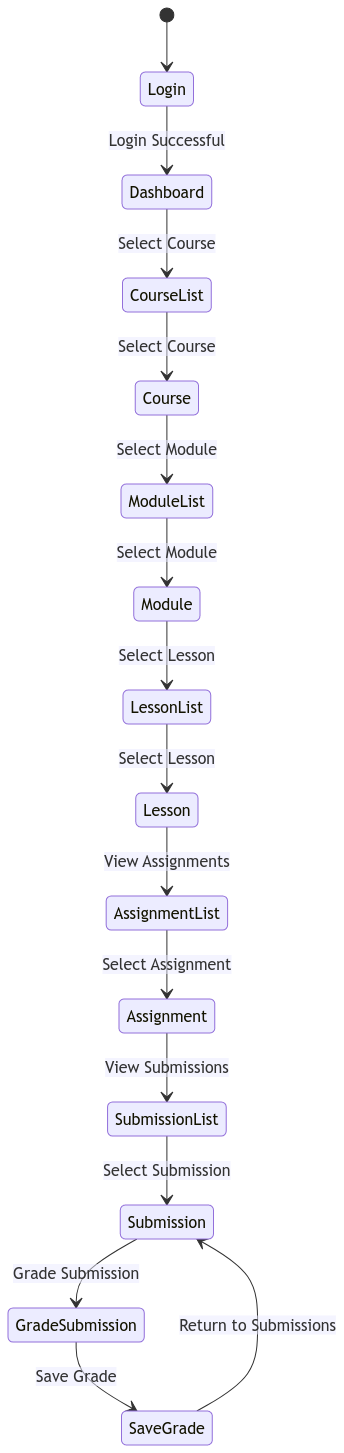 Login
Login Successful
Dashboard
Select Course
CourseList
Select Course
Course
Select Module
ModuleList
Select Module
Module
Select Lesson
LessonList
Select Lesson
Lesson
View Assignments
AssignmentList
Select Assignment
Assignment
View Submissions
SubmissionList
Select Submission
Submission
Grade Submission
GradeSubmission
Return to Submissions
Save Grade
SaveGrade